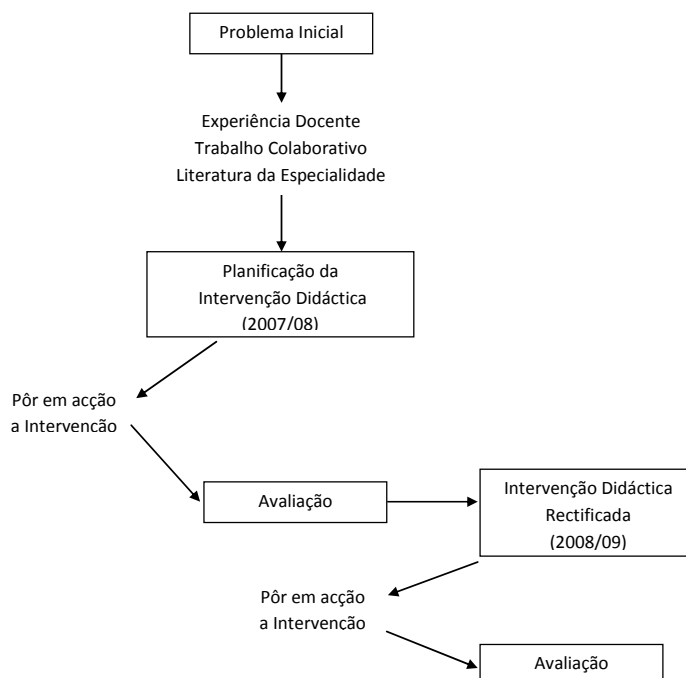 Problema Inicial
Experiência Docente
Trabalho Colaborativo
Literatura da Especialidade
Planificação da
Intervenção Didáctica
(2007/08)
Pôr em acção
a Intervenção
Avaliação
Intervenção Didáctica
Rectificada
(2008/09)
Pôr em acção
a Intervenção
Avaliação